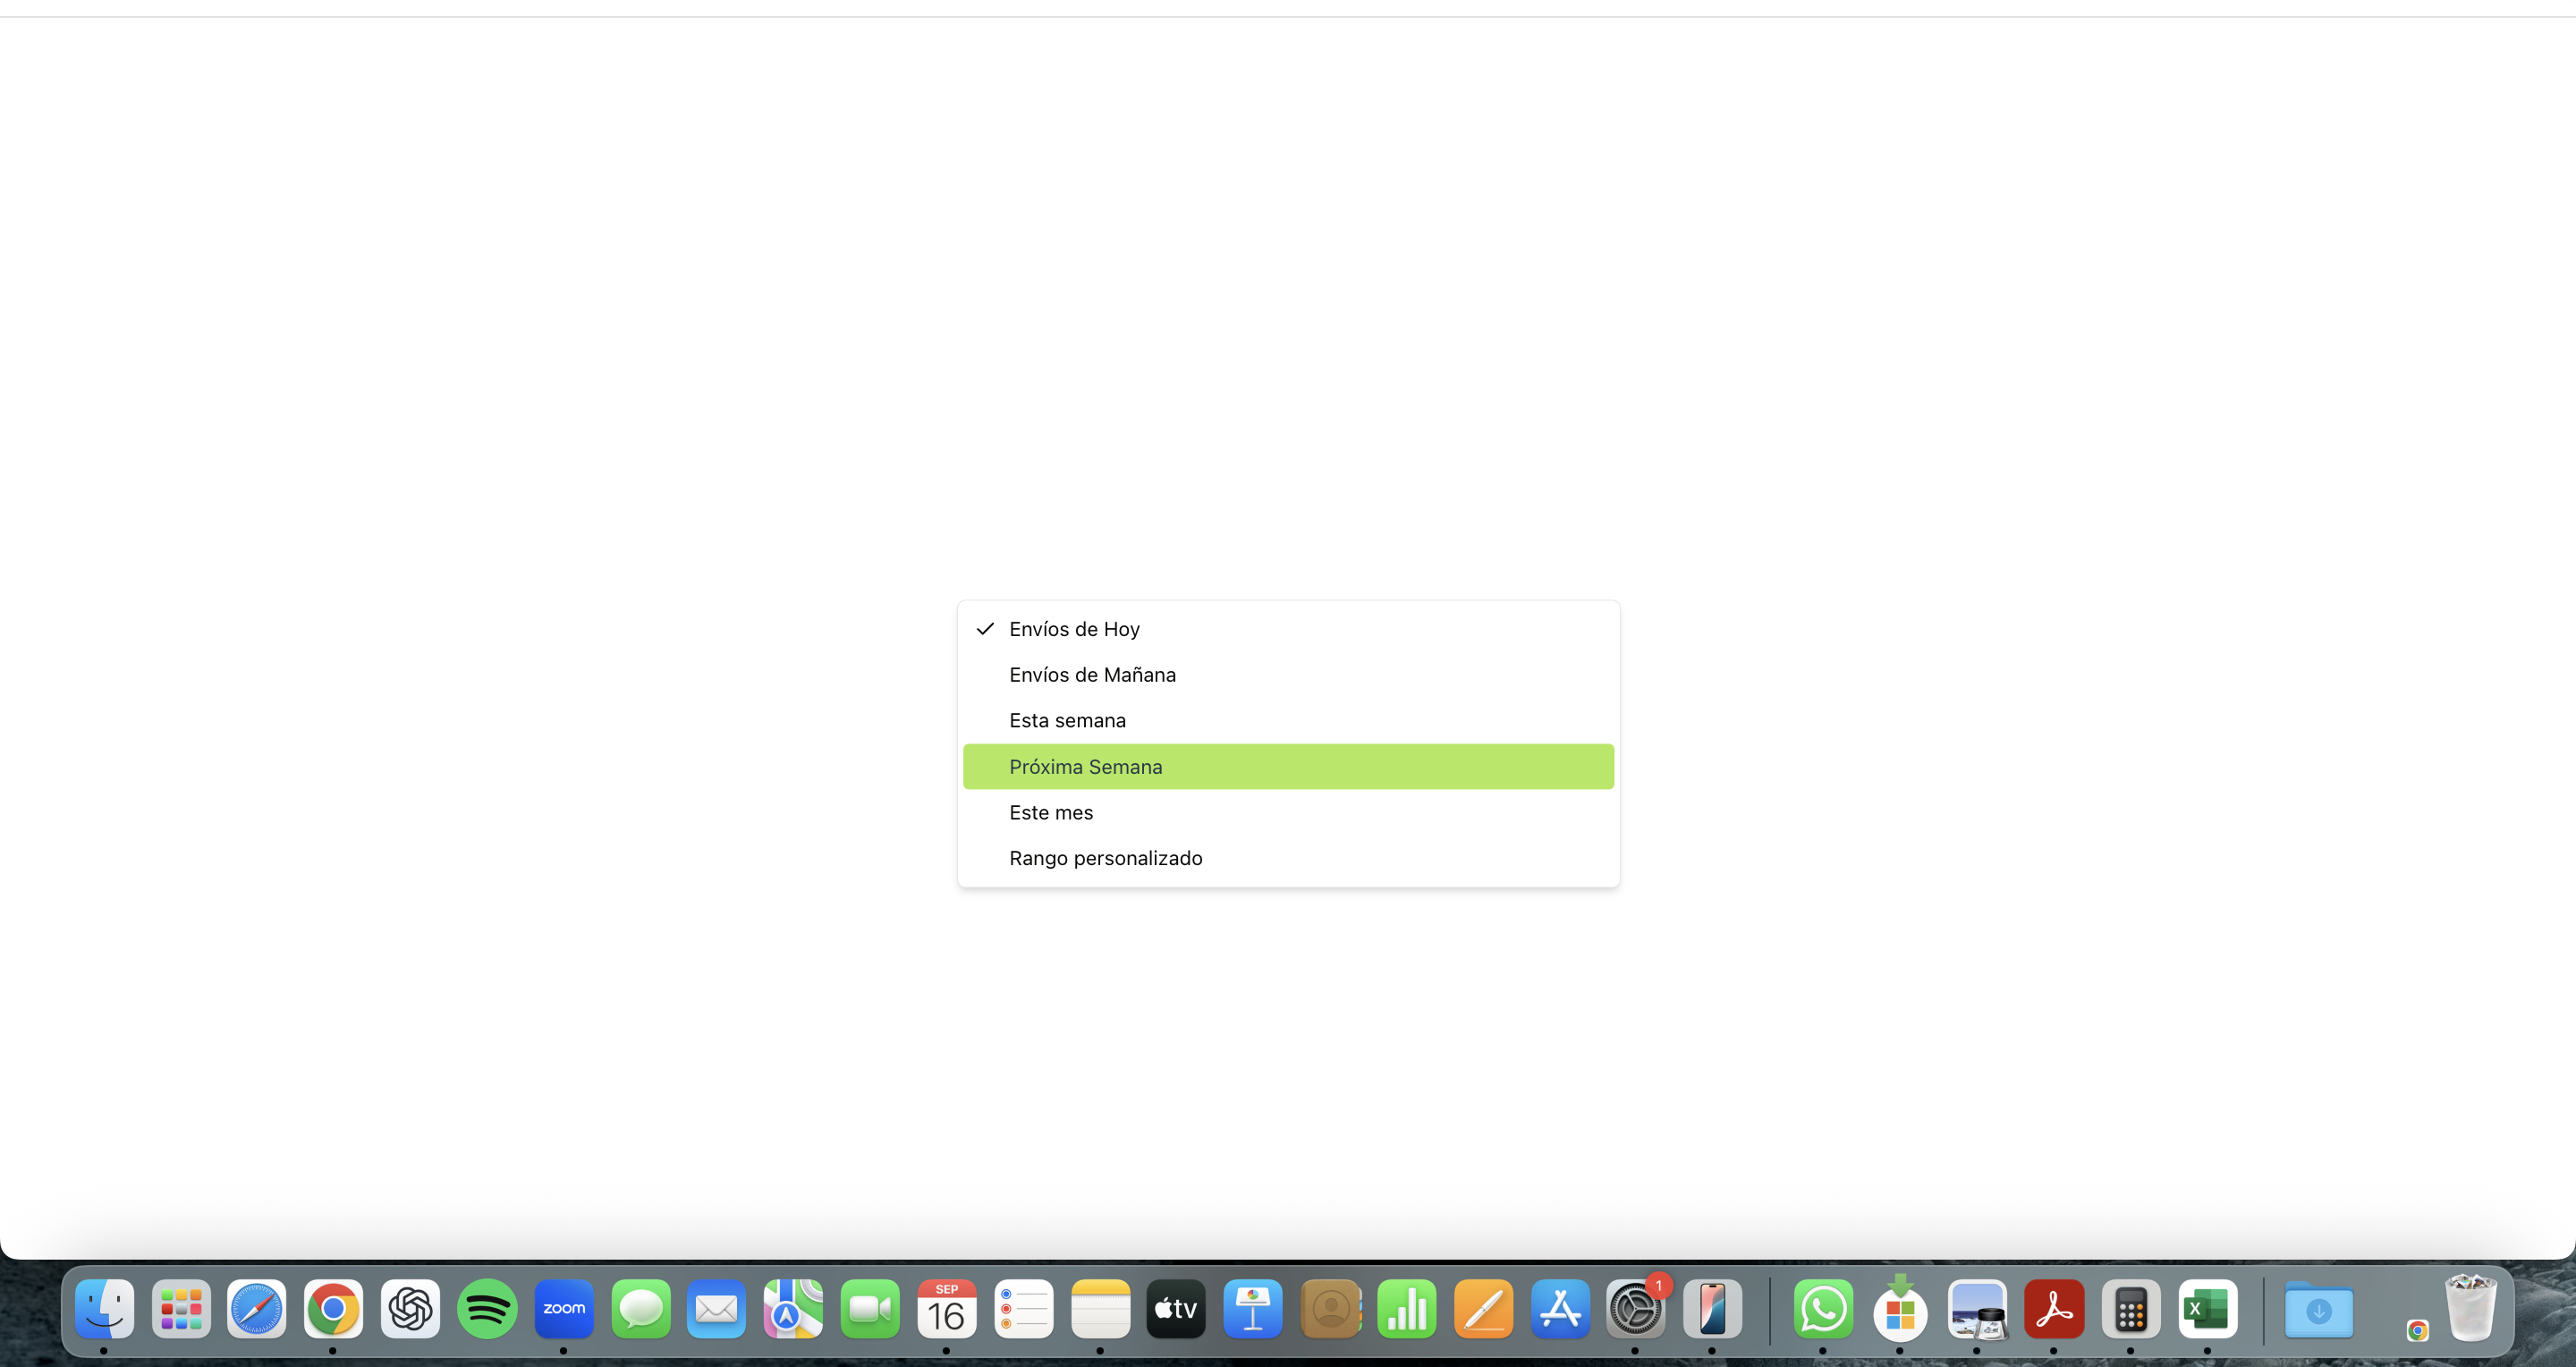 Envíos de Hoy
Envíos de Mañana
Esta semana
Próxima Semana
Este mes
Rango personalizado
SEP
16
zoom
tv
1
X